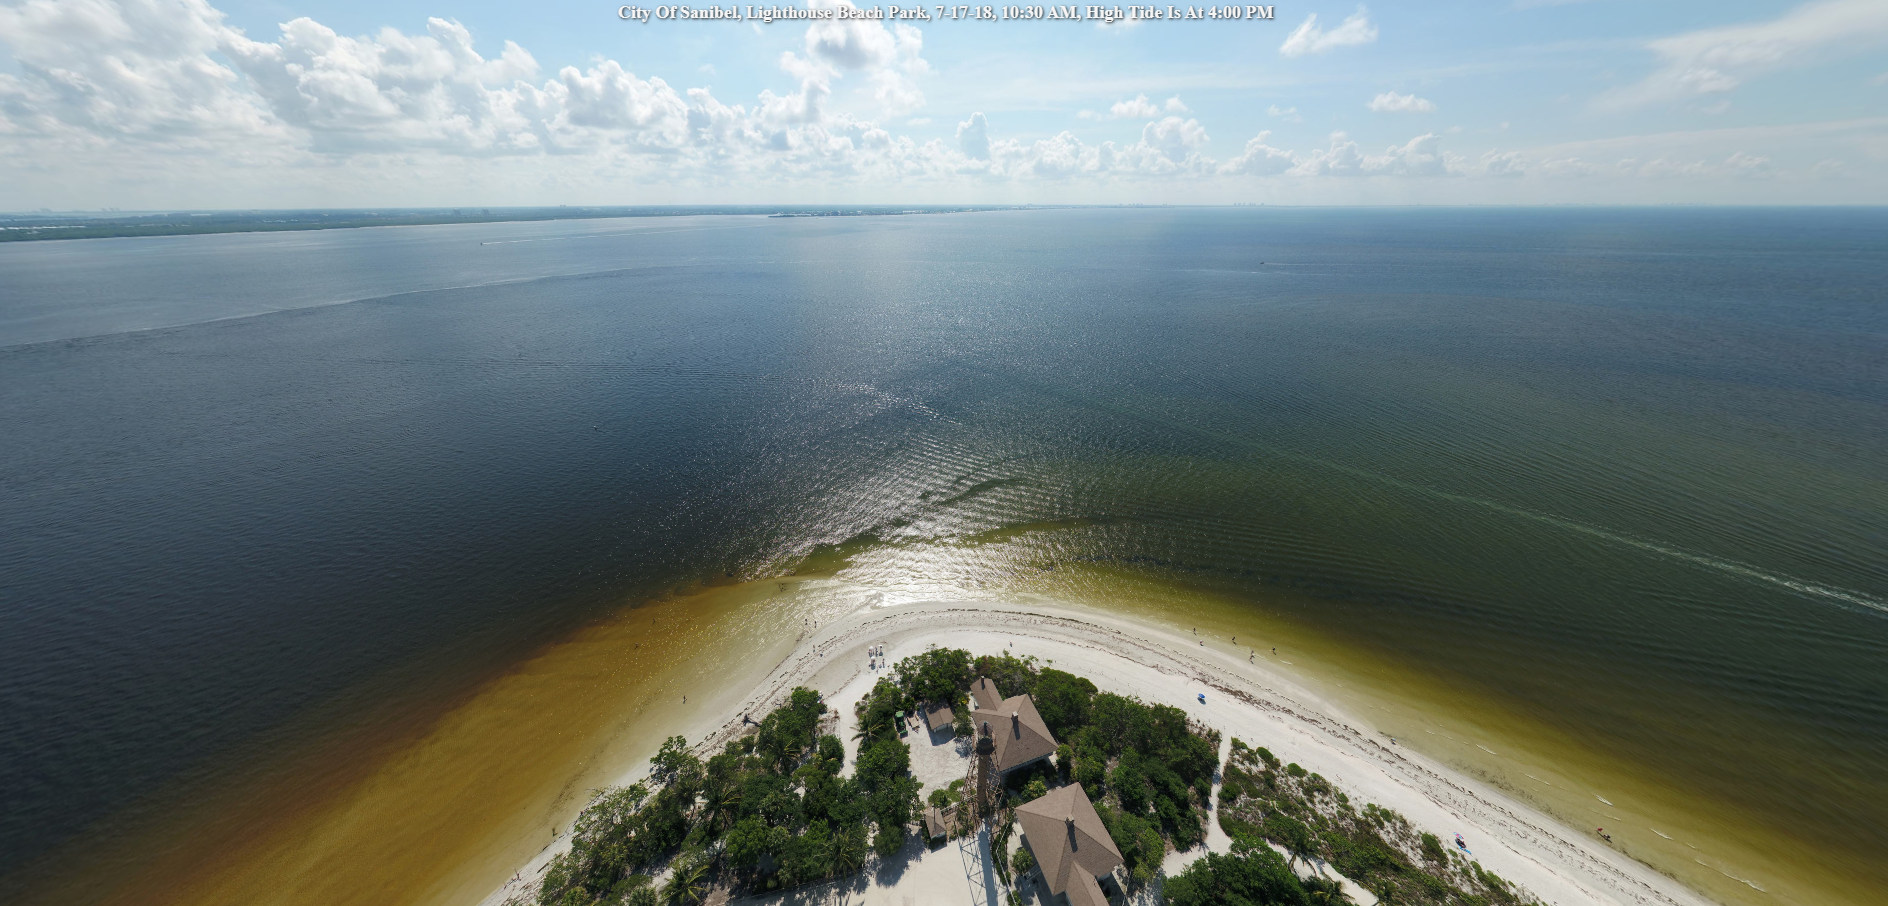 City Of Sanibel, Lighthouse Beach Park, 7-17-18, 10:30 AM, High Tide Is At 4:00 PM